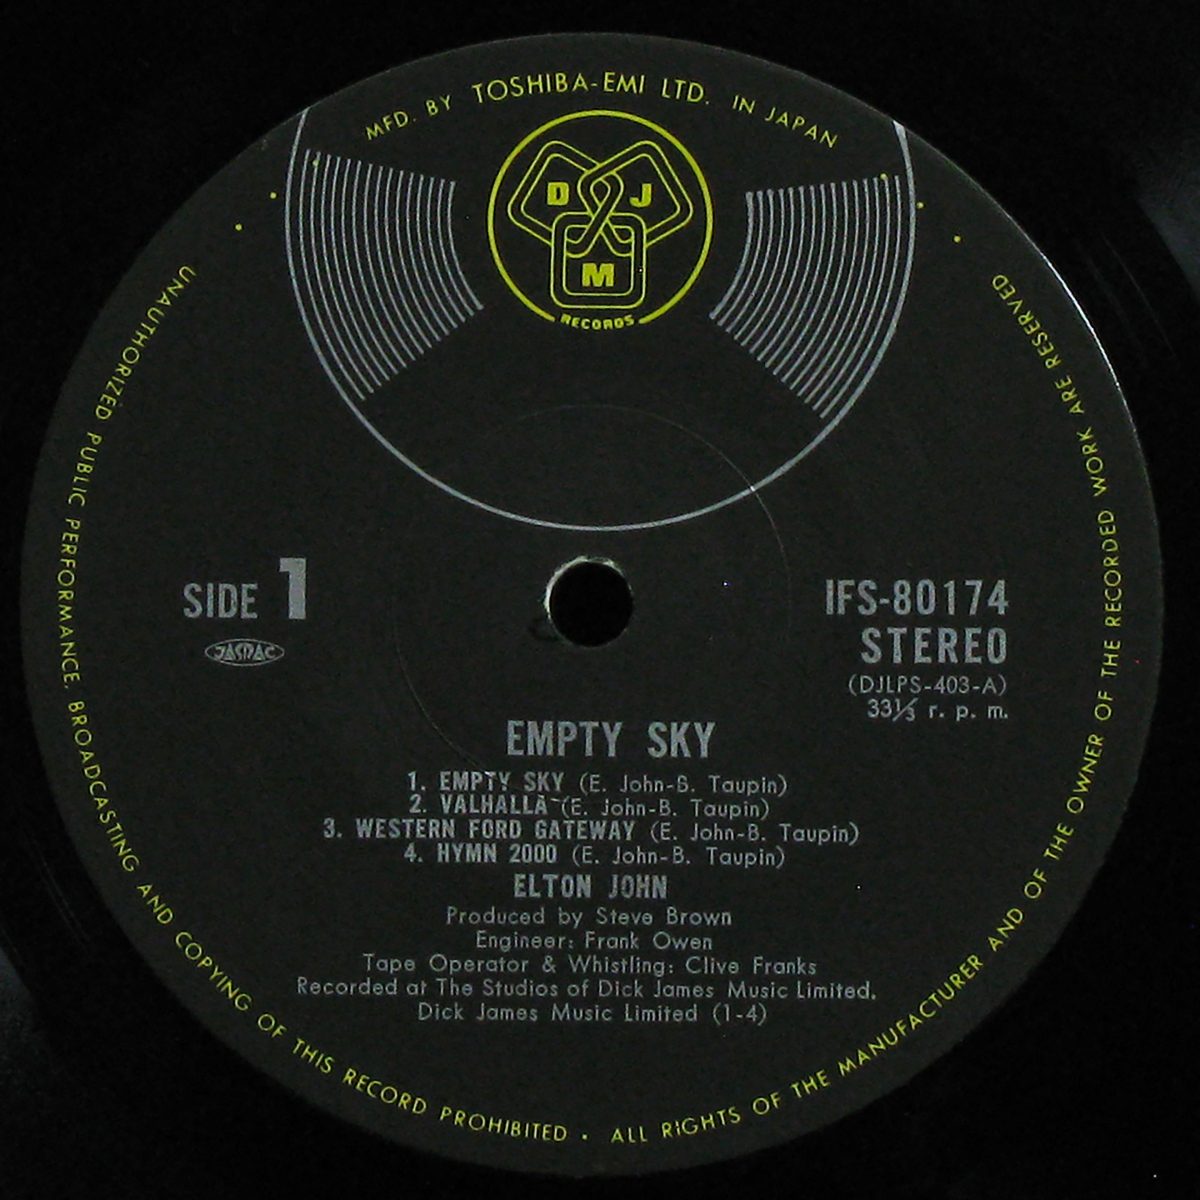 MFD. BY TOSHIBA-EMI LTD. IN JAPAN
D J
M
RECORDS
SIDE 1
JASRAC
IFS-80174
STEREO
(DJLPS-403-A)
33⅓ r. p. m.
EMPTY SKY
1. EMPTY SKY (E. John-B. Taupin)
2. VALHALLA (E. John-B. Taupin)
3. WESTERN FORD GATEWAY (E. John-B. Taupin)
4. HYMN 2000 (E. John-B. Taupin)
ELTON JOHN
Produced by Steve Brown
Engineer: Frank Owen
Tape Operator & Whistling: Clive Franks
Recorded at The Studios of Dick James Music Limited.
Dick James Music Limited (1-4)
UNAUTHORIZED PUBLIC PERFORMANCE, BROADCASTING AND COPYING OF THIS RECORD PROHIBITED · ALL RIGHTS OF THE MANUFACTURER AND OF THE OWNER OF THE RECORDED WORK ARE RESERVED